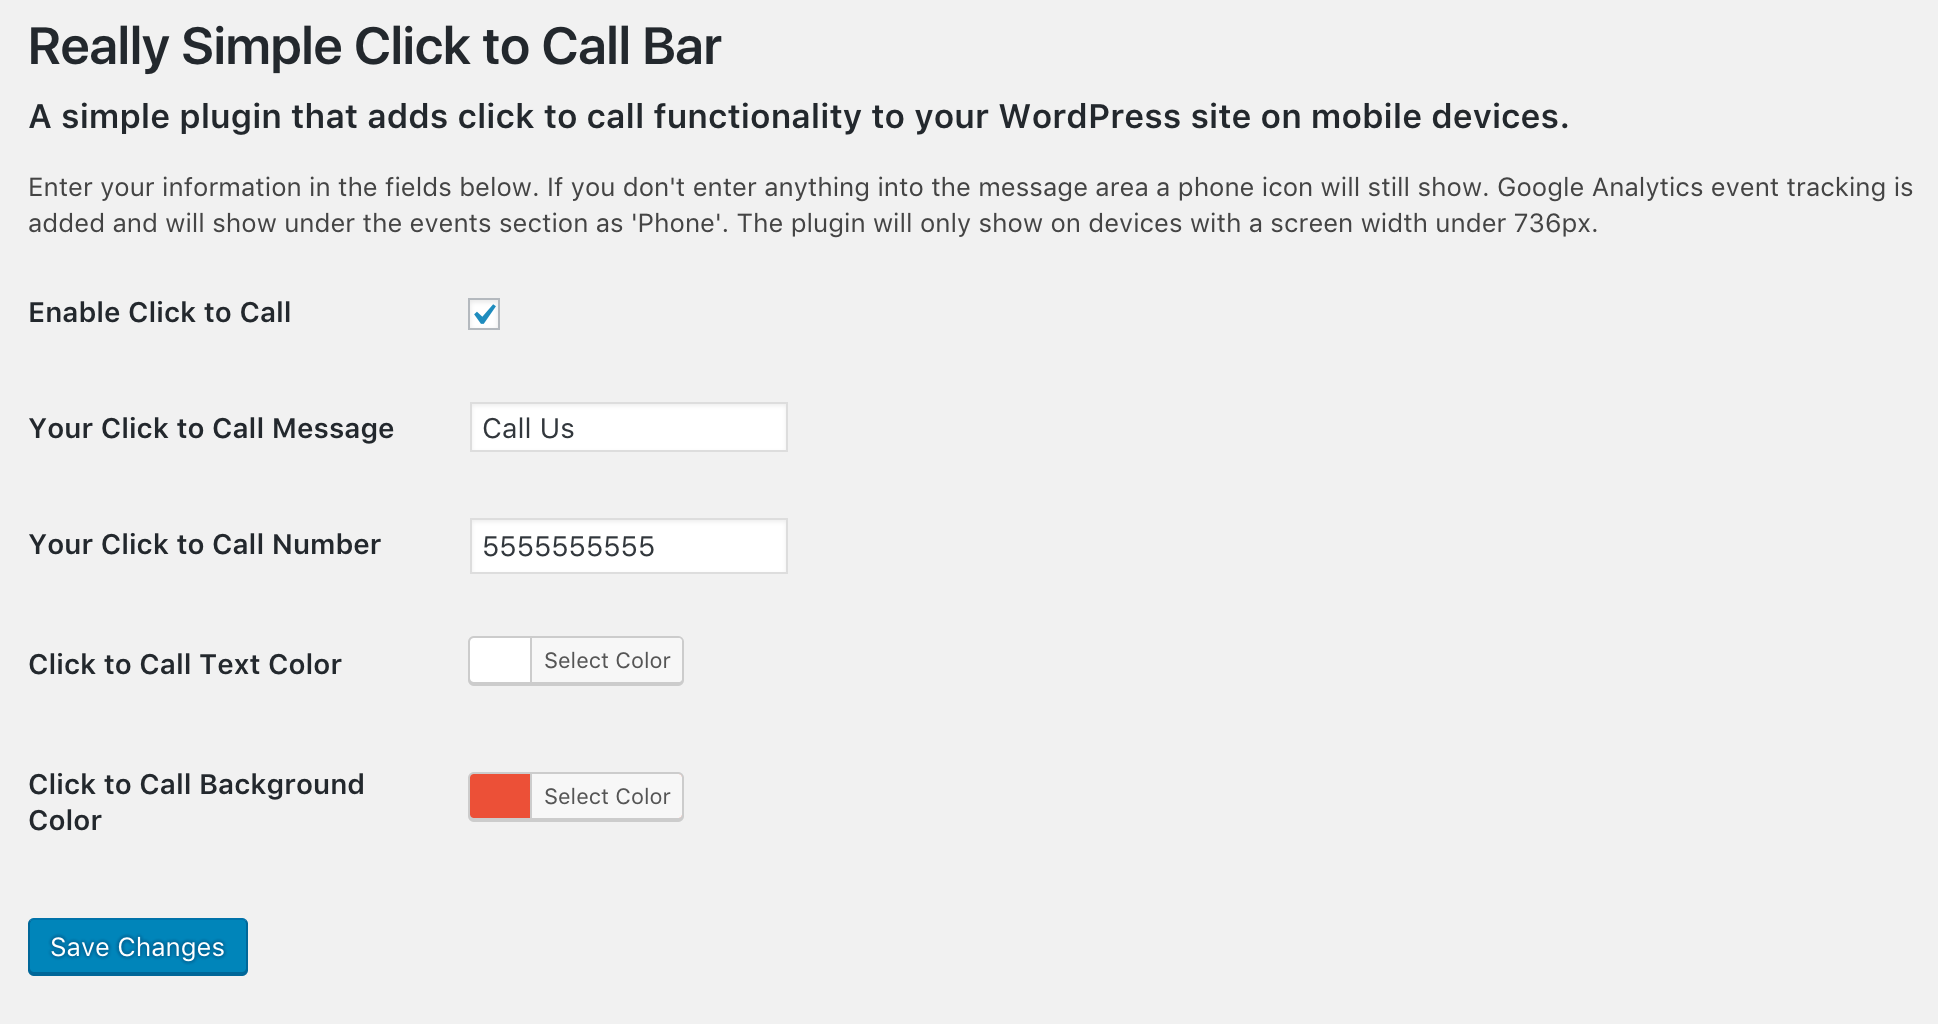 Really Simple Click to Call Bar
A simple plugin that adds click to call functionality to your WordPress site on mobile devices.
Enter your information in the fields below. If you don't enter anything into the message area a phone icon will still show. Google Analytics event tracking is
added and will show under the events section as 'Phone'. The plugin will only show on devices with a screen width under 736px.
Enable Click to Call
Your Click to Call Message
Call Us
Your Click to Call Number
5555555555
Click to Call Text Color
Select Color
Click to Call Background
Color
Select Color
Save Changes